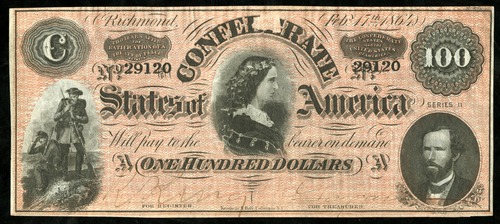 Richmond, Feb. 17th 1864
CONFEDERATE
C
100
No 29120
29120
States of America
SERIES II
Will pay to the bearer on demand
A ONE HUNDRED DOLLARS A
FOR REGISTER
FOR TREASURER